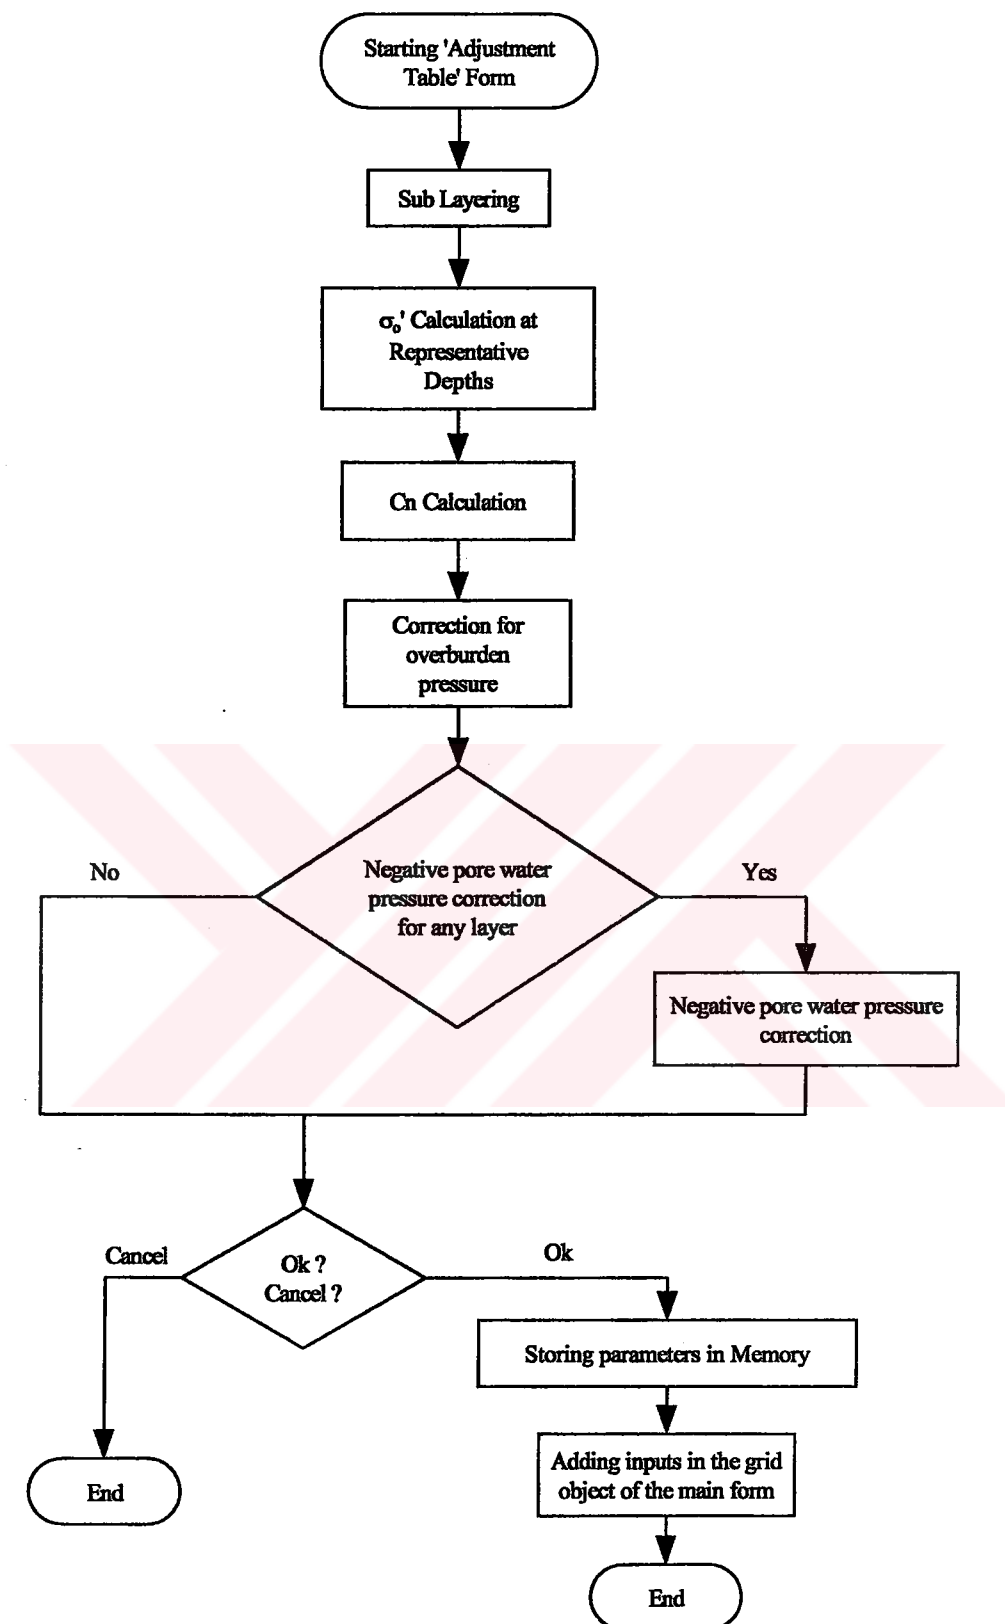 Starting 'Adjustment
Table' Form
Sub Layering
σₒ' Calculation at
Representative
Depths
Cn Calculation
Correction for
overburden
pressure
No
Negative pore water
pressure correction
for any layer
Yes
Negative pore water pressure
correction
Cancel
Ok ?
Cancel ?
Ok
Storing parameters in Memory
Adding inputs in the grid
object of the main form
End
End